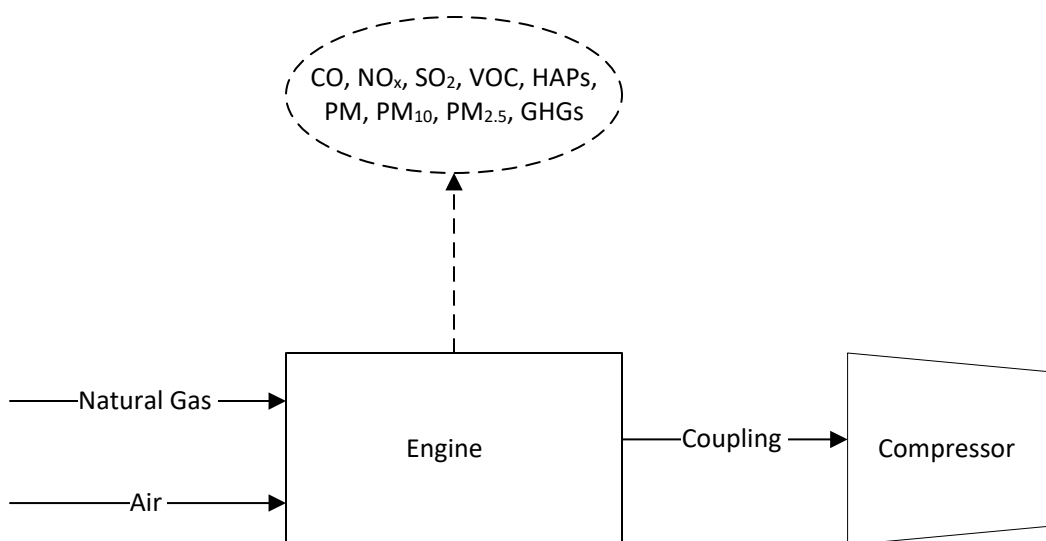 CO, NOₓ, SO₂, VOC, HAPs,
PM, PM₁₀, PM₂.₅, GHGs
Natural Gas
Engine
Coupling
Compressor
Air